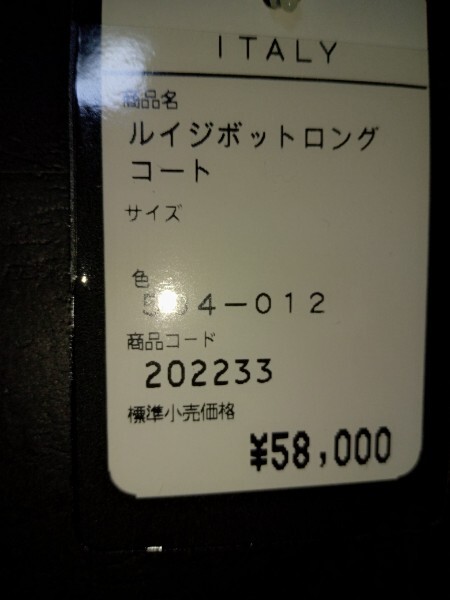 ITALY
商品名
ルイジボットロング
コート
サイズ
色
商品コード
202233
標準小売価格
¥58,000